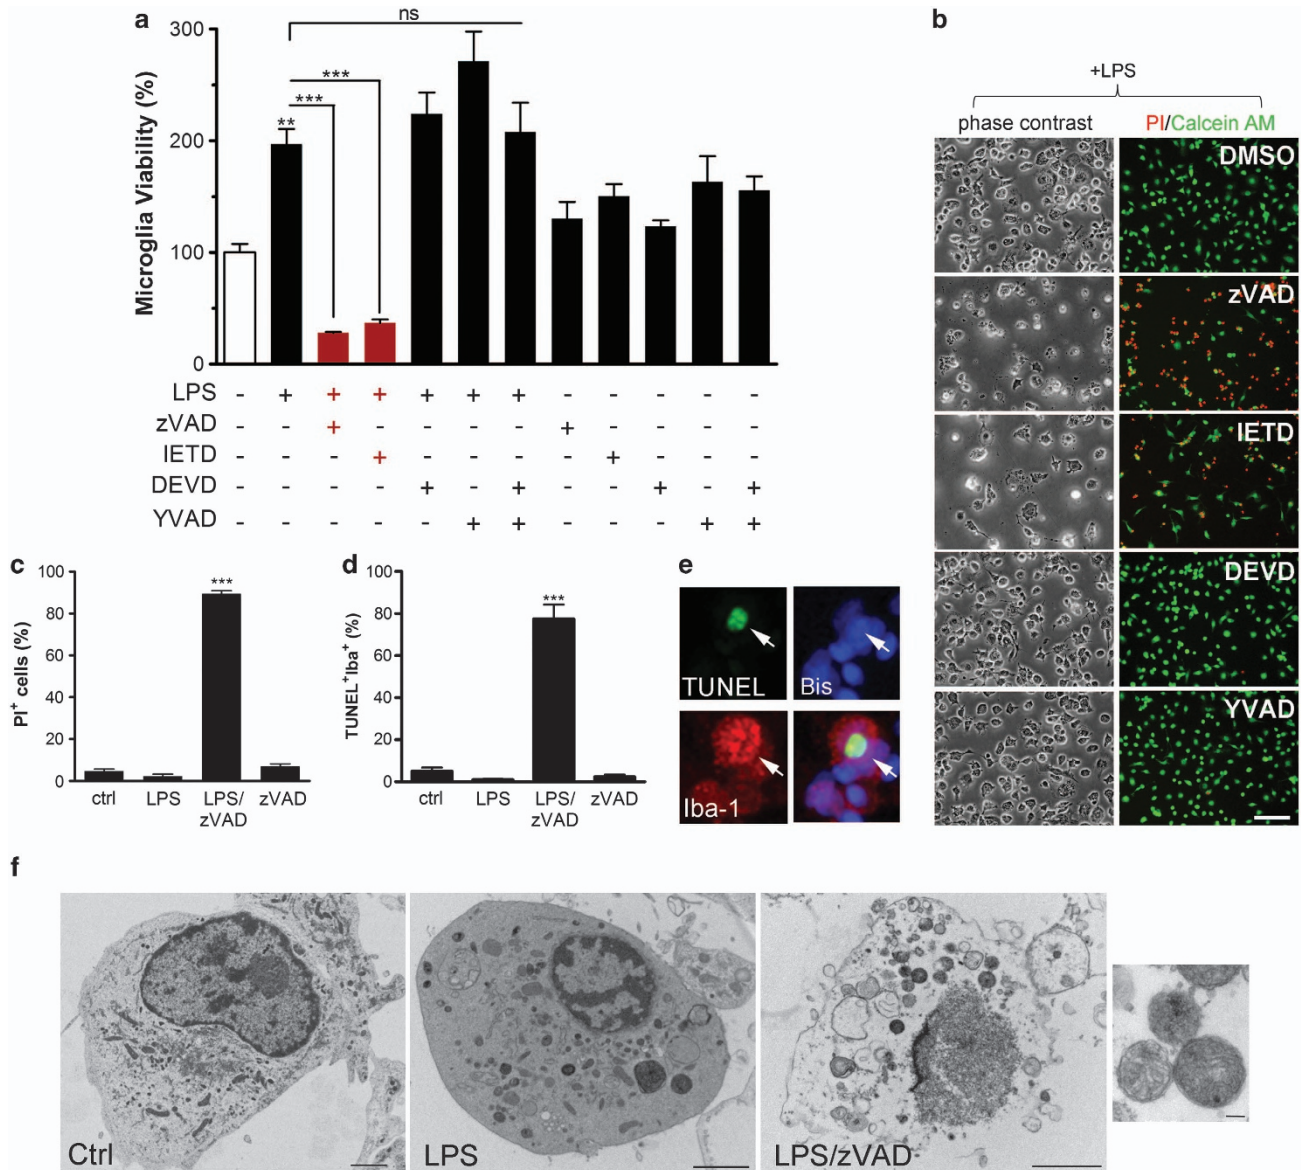 a
ns
***
***
**
300
200
100
0
Microglia Viability (%)
LPS - + + + + + + - - - - -
zVAD - - + - - - - + - - - -
IETD - - - + - - - - + - - -
DEVD - - - - + - + - - + - +
YVAD - - - - - + + - - - + +
b
+LPS
phase contrast PI/Calcein AM
DMSO
zVAD
IETD
DEVD
YVAD
c
100
80
60
40
20
0
PI+ cells (%)
***
ctrl LPS LPS/ zVAD
zVAD
d
100
80
60
40
20
0
TUNEL+Iba+ (%)
***
ctrl LPS LPS/ zVAD
zVAD
e
TUNEL Bis
Iba-1
f
Ctrl LPS LPS/zVAD